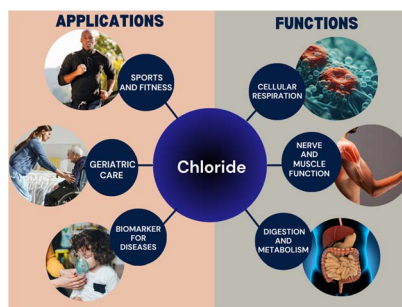 APPLICATIONS
FUNCTIONS
SPORTS
AND FITNESS
CELLULAR
RESPIRATION
GERIATRIC
CARE
Chloride
NERVE
AND
MUSCLE
FUNCTION
BIOMARKER
FOR
DISEASES
DIGESTION
AND
METABOLISM